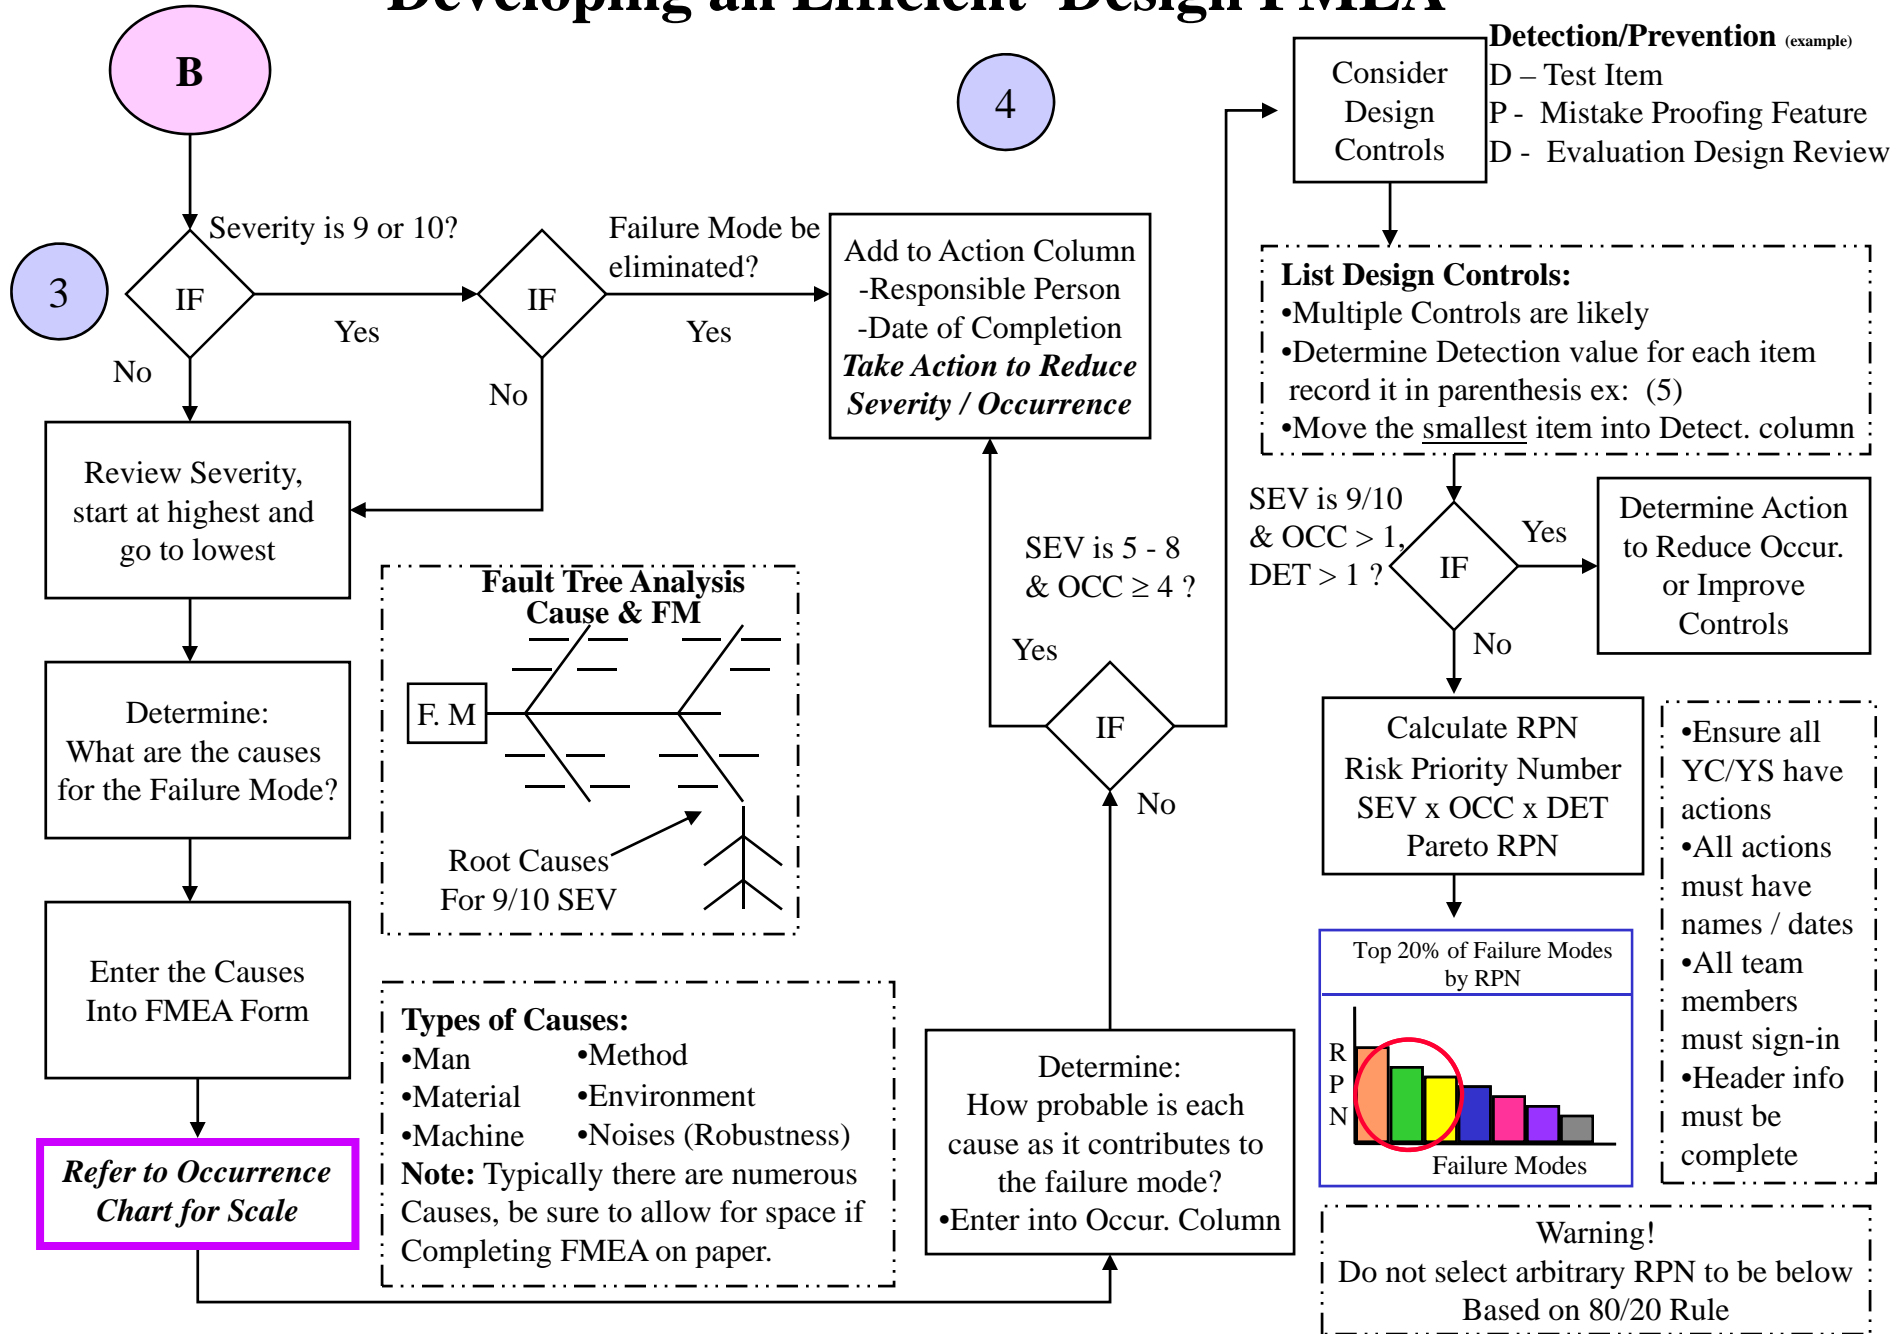 Developing an Efficient Design FMEA
B
3
Severity is 9 or 10?
IF
Yes
No
IF
Failure Mode be
eliminated?
Yes
No
Add to Action Column
-Responsible Person
-Date of Completion
Take Action to Reduce
Severity / Occurrence
Review Severity,
start at highest and
go to lowest
Determine:
What are the causes
for the Failure Mode?
Enter the Causes
Into FMEA Form
Refer to Occurrence
Chart for Scale
Fault Tree Analysis
Cause & FM
F. M
Root Causes
For 9/10 SEV
Types of Causes:
•Man
•Method
•Material
•Environment
•Machine
•Noises (Robustness)
Note: Typically there are numerous
Causes, be sure to allow for space if
Completing FMEA on paper.
4
SEV is 5 - 8
& OCC ≥ 4 ?
Yes
IF
No
Determine:
How probable is each
cause as it contributes to
the failure mode?
•Enter into Occur. Column
Consider
Design
Controls
Detection/Prevention (example)
D – Test Item
P - Mistake Proofing Feature
D - Evaluation Design Review
List Design Controls:
•Multiple Controls are likely
•Determine Detection value for each item
record it in parenthesis ex: (5)
•Move the smallest item into Detect. column
SEV is 9/10
& OCC > 1,
DET > 1 ?
IF
Yes
No
Determine Action
to Reduce Occur.
or Improve
Controls
Calculate RPN
Risk Priority Number
SEV x OCC x DET
Pareto RPN
•Ensure all
YC/YS have
actions
•All actions
must have
names / dates
•All team
members
must sign-in
•Header info
must be
complete
Top 20% of Failure Modes
by RPN
R
P
N
Failure Modes
Warning!
Do not select arbitrary RPN to be below
Based on 80/20 Rule